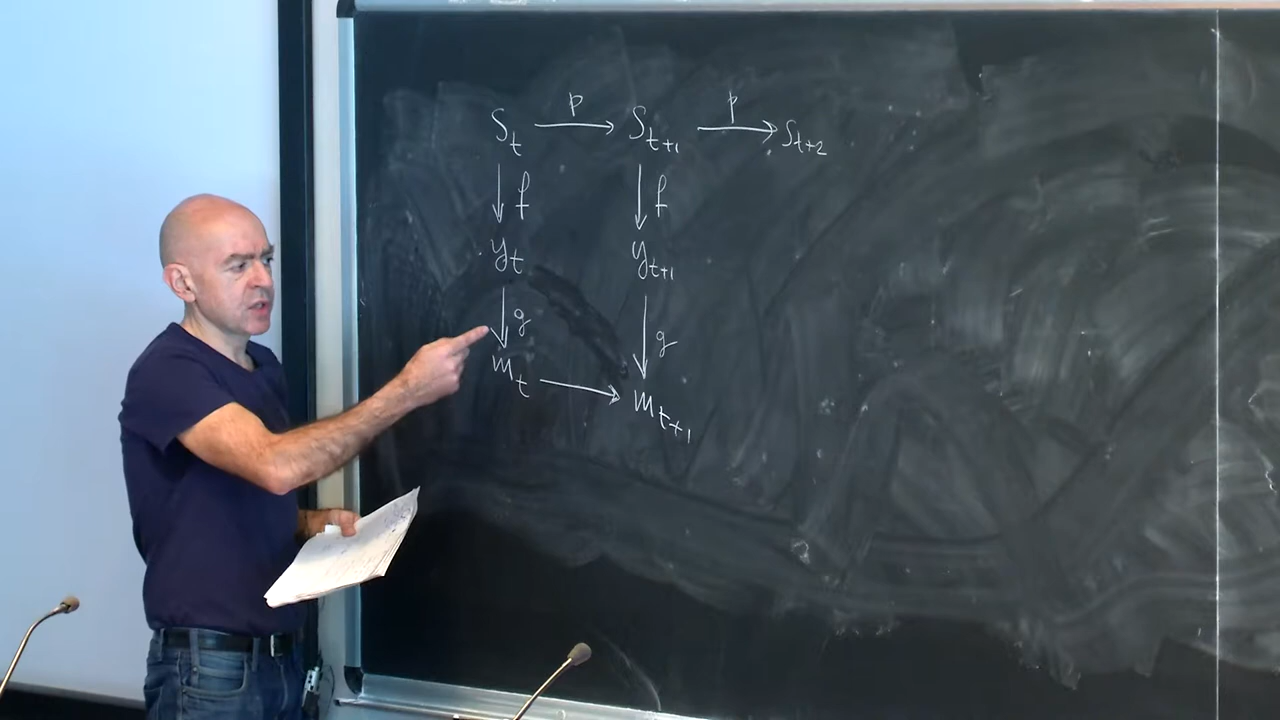 p p
S_t → S_{t+1} → S_{t+2}
↓ f ↓ f
y_t y_{t+1}
↓ g ↓ g
m_t → m_{t+1}